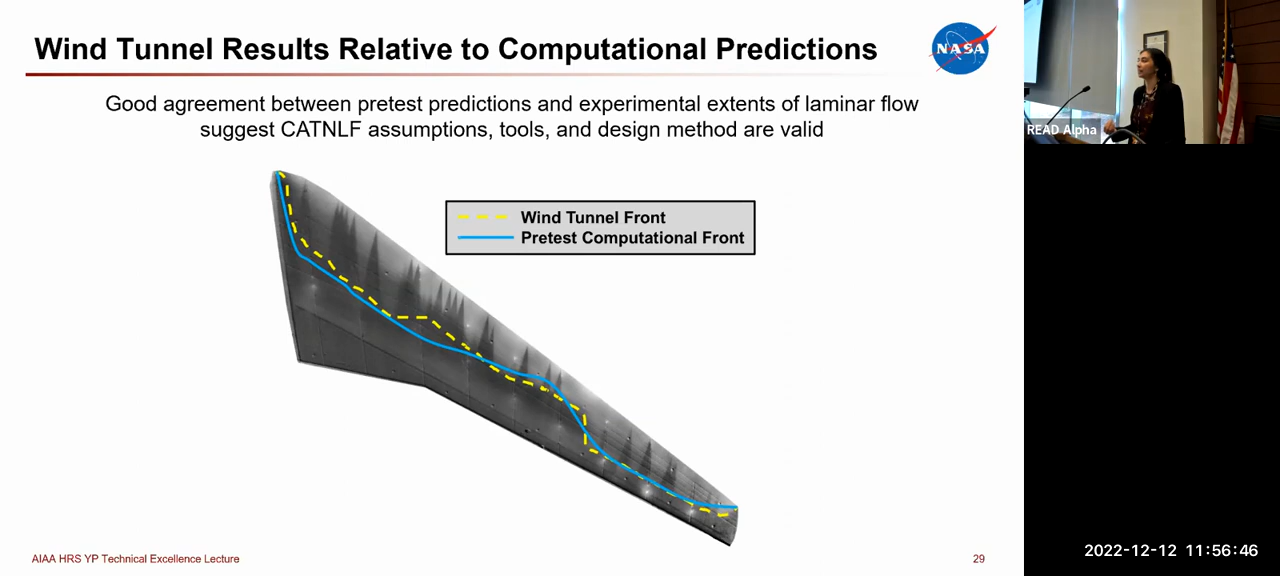 Wind Tunnel Results Relative to Computational Predictions
NASA
Good agreement between pretest predictions and experimental extents of laminar flow
suggest CATNLF assumptions, tools, and design method are valid
Wind Tunnel Front
Pretest Computational Front
AIAA HRS YP Technical Excellence Lecture
29
READ Alpha
2022-12-12 11:56:46